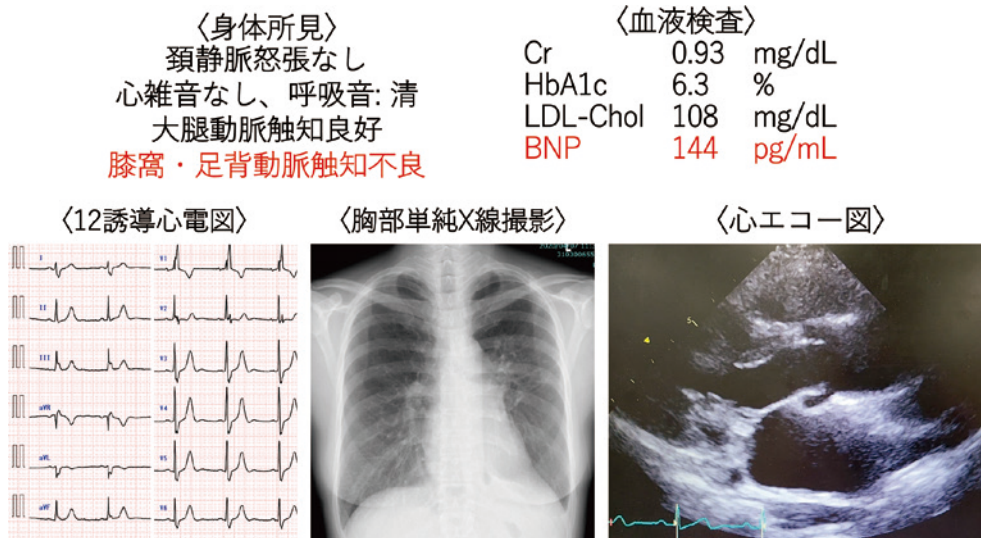 〈身体所見〉
頚静脈怒張なし
心雑音なし、呼吸音: 清
大腿動脈触知良好
膝窩・足背動脈触知不良
〈血液検査〉
Cr 0.93 mg/dL
HbA1c 6.3 %
LDL-Chol 108 mg/dL
BNP 144 pg/mL
〈12誘導心電図〉
I
II
III
aVR
aVL
aVF
V1
V2
V3
V4
V5
V6
〈胸部単純X線撮影〉
L
〈心エコー図〉
5
4